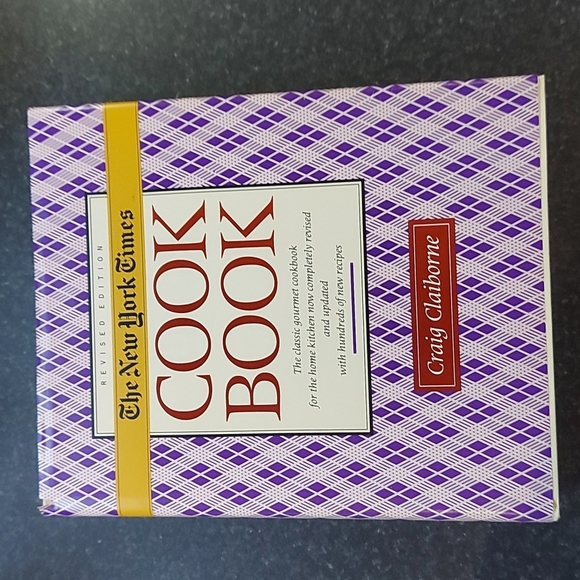 REVISED EDITION
The New York Times
COOK
BOOK
The classic gourmet cookbook
for the home kitchen now completely revised
and updated
with hundreds of new recipes
Craig Claiborne